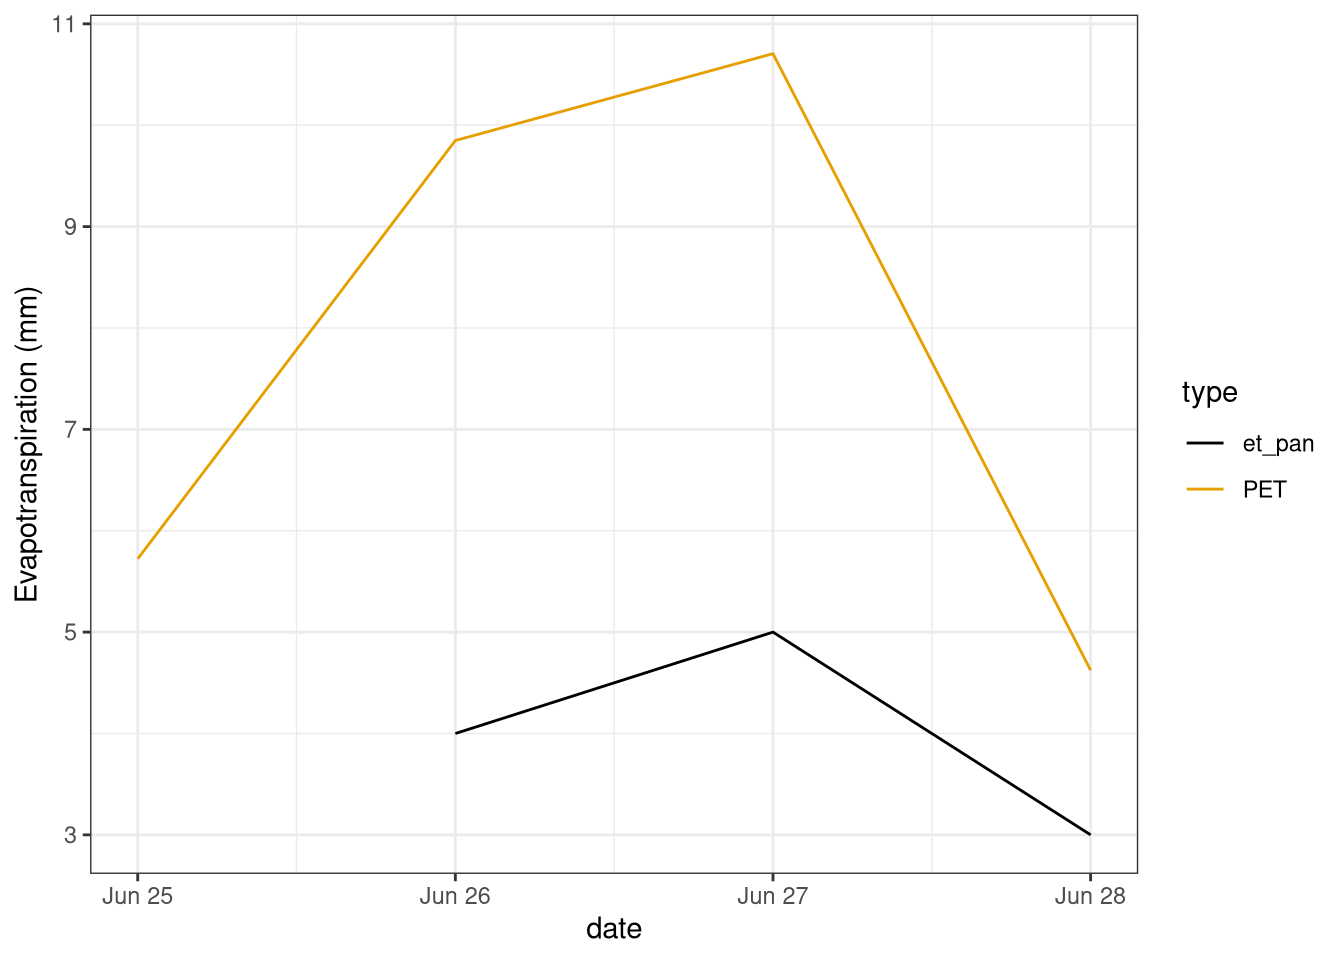 11
9
7
5
3
Evapotranspiration (mm)
Jun 25 Jun 26 Jun 27 Jun 28
date
type
et_pan
PET